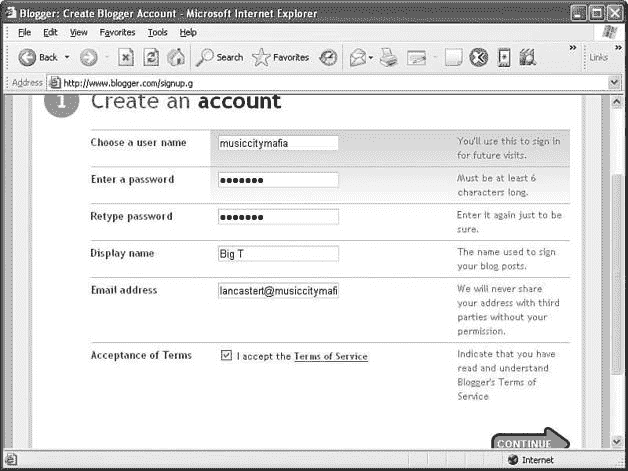 Blogger: Create Blogger Account - Microsoft Internet Explorer
File Edit View Favorites Tools Help
Back Search Favorites Links
Address http://www.blogger.com/signup.g
1 Create an account
Choose a user name musiccitymafia You'll use this to sign in
for future visits.
Enter a password Must be at least 6
characters long.
Retype password Enter it again just to
be sure.
Display name Big T The name used to sign
your blog posts.
Email address lancastert@musiccitymafi We will never share
your address with third
parties without your
permission.
Acceptance of Terms I accept the Terms of Service Indicate that you have
read and understand
Blogger's Terms of
Service
CONTINUE
Internet